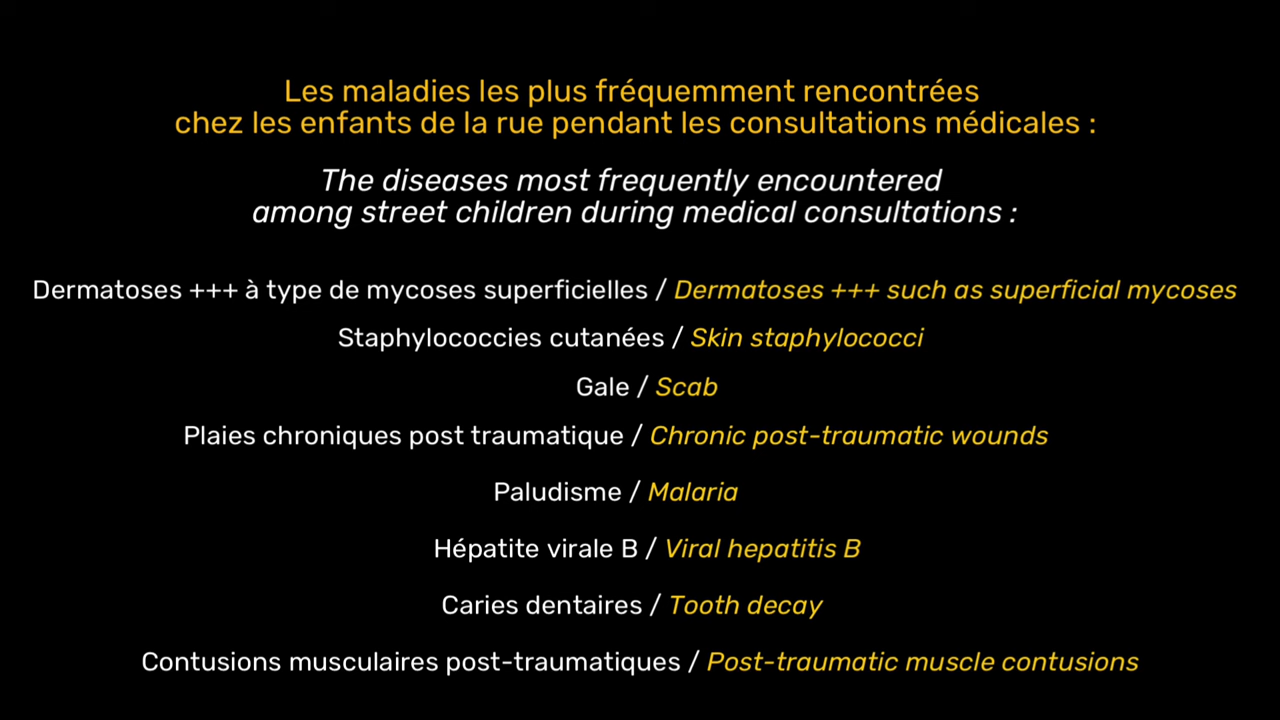 Les maladies les plus fréquemment rencontrées
chez les enfants de la rue pendant les consultations médicales :
The diseases most frequently encountered
among street children during medical consultations :
Dermatoses +++ à type de mycoses superficielles / Dermatoses +++ such as superficial mycoses
Staphylococcies cutanées / Skin staphylococci
Gale / Scab
Plaies chroniques post traumatique / Chronic post-traumatic wounds
Paludisme / Malaria
Hépatite virale B / Viral hepatitis B
Caries dentaires / Tooth decay
Contusions musculaires post-traumatiques / Post-traumatic muscle contusions